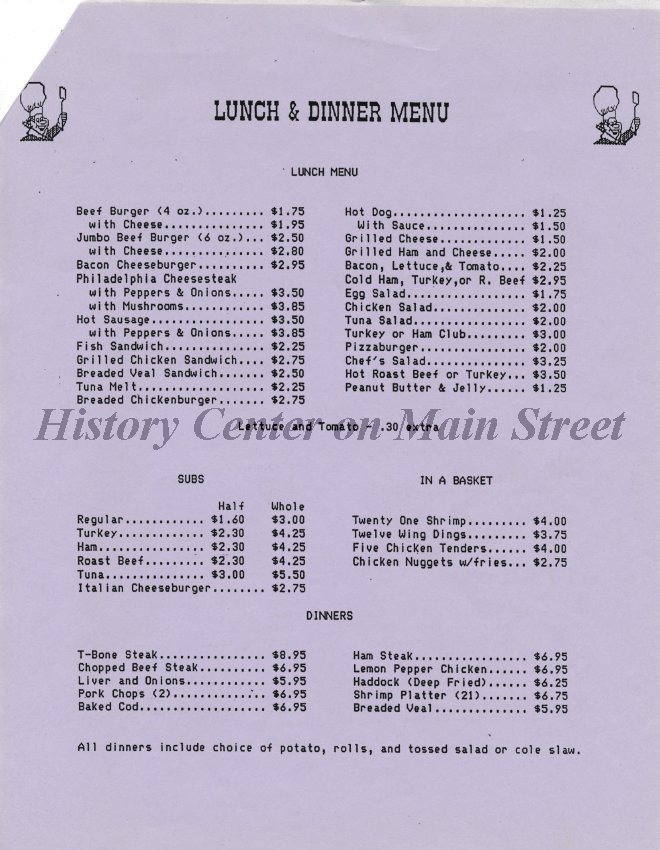 LUNCH & DINNER MENU
LUNCH MENU
Beef Burger (4 oz.)......... $1.75
with Cheese............... $1.95
Jumbo Beef Burger (6 oz.)... $2.50
with Cheese............... $2.80
Bacon Cheeseburger.......... $2.95
Philadelphia Cheesesteak
with Peppers & Onions..... $3.50
with Mushrooms............ $3.85
Hot Sausage................. $3.50
with Peppers & Onions..... $3.85
Fish Sandwich............... $2.25
Grilled Chicken Sandwich.... $2.75
Breaded Veal Sandwich....... $2.50
Tuna Melt................... $2.25
Breaded Chickenburger....... $2.75
Hot Dog.................... $1.25
With Sauce............... $1.50
Grilled Cheese............. $1.50
Grilled Ham and Cheese..... $2.00
Bacon, Lettuce,& Tomato.... $2.25
Cold Ham, Turkey,or R. Beef $2.95
Egg Salad.................. $1.75
Chicken Salad.............. $2.00
Tuna Salad................. $2.00
Turkey or Ham Club......... $3.00
Pizzaburger................ $2.00
Chef's Salad............... $3.25
Hot Roast Beef or Turkey... $3.50
Peanut Butter & Jelly...... $1.25
History Center on Main Street
Lettuce and Tomato - .30 extra
SUBS
Half Whole
Regular............ $1.60 $3.00
Turkey............. $2.30 $4.25
Ham................ $2.30 $4.25
Roast Beef......... $2.30 $4.25
Tuna............... $3.00 $5.50
Italian Cheeseburger........ $2.75
IN A BASKET
Twenty One Shrimp......... $4.00
Twelve Wing Dings......... $3.75
Five Chicken Tenders...... $4.00
Chicken Nuggets w/fries... $2.75
DINNERS
T-Bone Steak................ $8.95
Chopped Beef Steak.......... $6.95
Liver and Onions............ $5.95
Pork Chops (2).............. $6.95
Baked Cod................... $6.95
Ham Steak................. $6.95
Lemon Pepper Chicken...... $6.95
Haddock (Deep Fried)...... $6.25
Shrimp Platter (21)....... $6.75
Breaded Veal.............. $5.95
All dinners include choice of potato, rolls, and tossed salad or cole slaw.